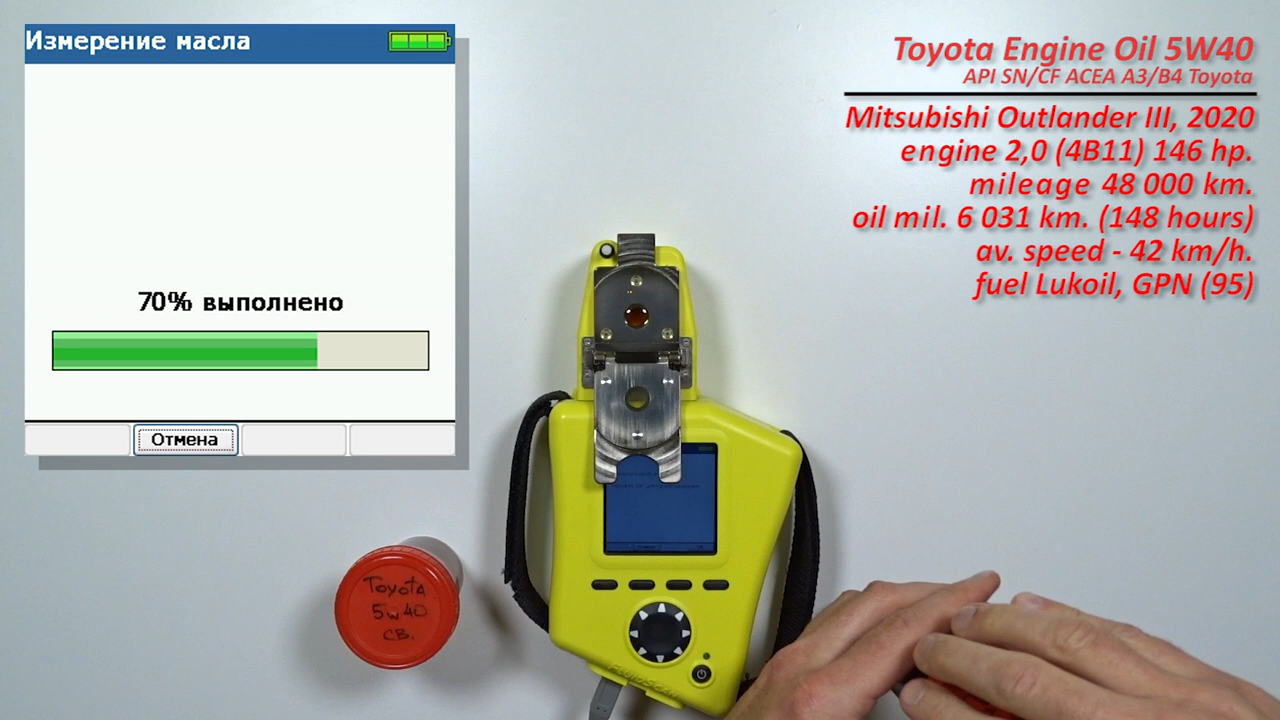 Измерение масла
70% выполнено
Отмена
Toyota Engine Oil 5W40
API SN/CF ACEA A3/B4 Toyota
Mitsubishi Outlander III, 2020
engine 2,0 (4B11) 146 hp.
mileage 48 000 km.
oil mil. 6 031 km. (148 hours)
av. speed - 42 km/h.
fuel Lukoil, GPN (95)
Toyota
5w40
СВ.
FluidScan